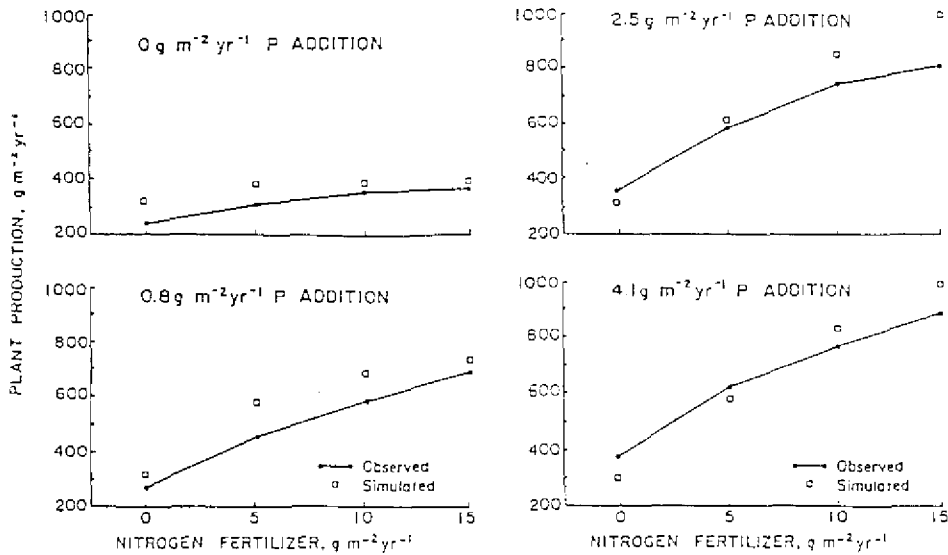 0 g m⁻² yr⁻¹ P ADDITION
1000
800
600
400
200
2.5 g m⁻² yr⁻¹ P ADDITION
1000
800
600
400
200
PLANT PRODUCTION, g m⁻² yr⁻¹
0.8 g m⁻² yr⁻¹ P ADDITION
1000
800
600
400
200
Observed
Simulated
0 5 10 15
NITROGEN FERTILIZER, g m⁻² yr⁻¹
4.1 g m⁻² yr⁻¹ P ADDITION
1000
800
600
400
200
Observed
Simulated
0 5 10 15
NITROGEN FERTILIZER, g m⁻² yr⁻¹